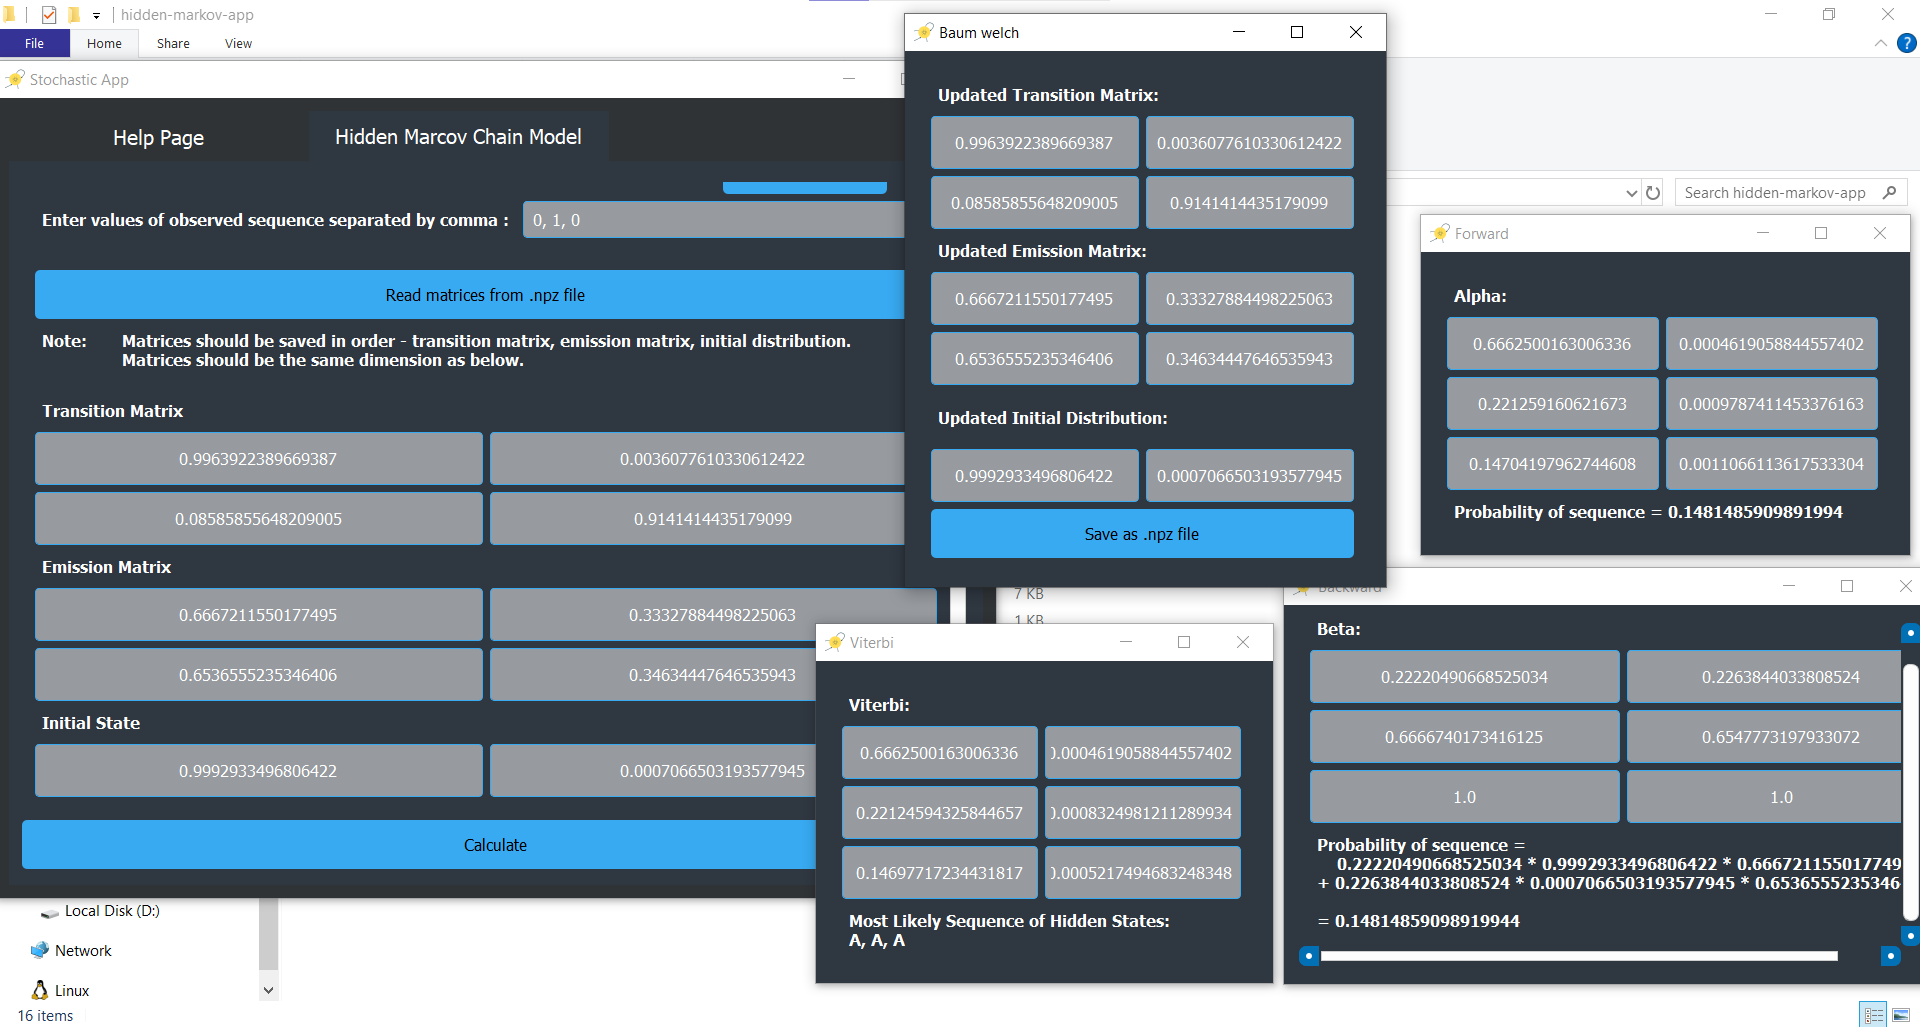 hidden-markov-app
File Home Share View
Stochastic App
Help Page
Hidden Marcov Chain Model
Enter values of observed sequence separated by comma : 0, 1, 0
Read matrices from .npz file
Note: Matrices should be saved in order - transition matrix, emission matrix, initial distribution.
Matrices should be the same dimension as below.
Transition Matrix
0.9963922389669387 0.0036077610330612422
0.08585855648209005 0.9141414435179099
Emission Matrix
0.6667211550177495 0.33327884498225063
0.6536555235346406 0.34634447646535943
Initial State
0.9992933496806422 0.0007066503193577945
Calculate
Local Disk (D:)
Network
Linux
16 items
Baum welch
Updated Transition Matrix:
0.9963922389669387 0.0036077610330612422
0.08585855648209005 0.9141414435179099
Updated Emission Matrix:
0.6667211550177495 0.33327884498225063
0.6536555235346406 0.34634447646535943
Updated Initial Distribution:
0.9992933496806422 0.0007066503193577945
Save as .npz file
7 KB
1 KB
Viterbi
Viterbi:
0.6662500163006336 0.0004619058844557402
0.22124594325844657 0.0008324981211289934
0.14697717234431817 0.0005217494683248348
Most Likely Sequence of Hidden States:
A, A, A
Search hidden-markov-app
Forward
Alpha:
0.6662500163006336 0.0004619058844557402
0.221259160621673 0.0009787411453376163
0.14704197962744608 0.0011066113617533304
Probability of sequence = 0.1481485909891994
Backward
Beta:
0.22220490668525034 0.2263844033808524
0.6666740173416125 0.6547773197933072
1.0 1.0
Probability of sequence =
0.22220490668525034 * 0.9992933496806422 * 0.666721155017749
+ 0.2263844033808524 * 0.0007066503193577945 * 0.6536555235346
= 0.14814859098919944